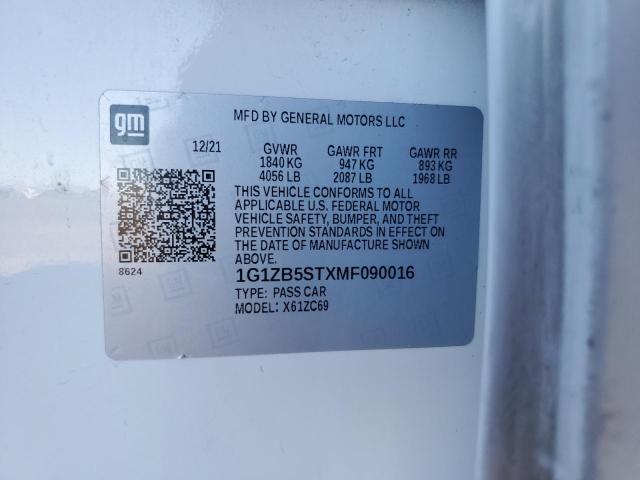 gm
MFD BY GENERAL MOTORS LLC
12/21 GVWR GAWR FRT GAWR RR
1840 KG 947 KG 893 KG
4056 LB 2087 LB 1968 LB
THIS VEHICLE CONFORMS TO ALL
APPLICABLE U.S. FEDERAL MOTOR
VEHICLE SAFETY, BUMPER, AND THEFT
PREVENTION STANDARDS IN EFFECT
ON THE DATE OF MANUFACTURE SHOWN
ABOVE.
8624
1G1ZB5STXMF090016
TYPE: PASS CAR
MODEL: X61ZC69